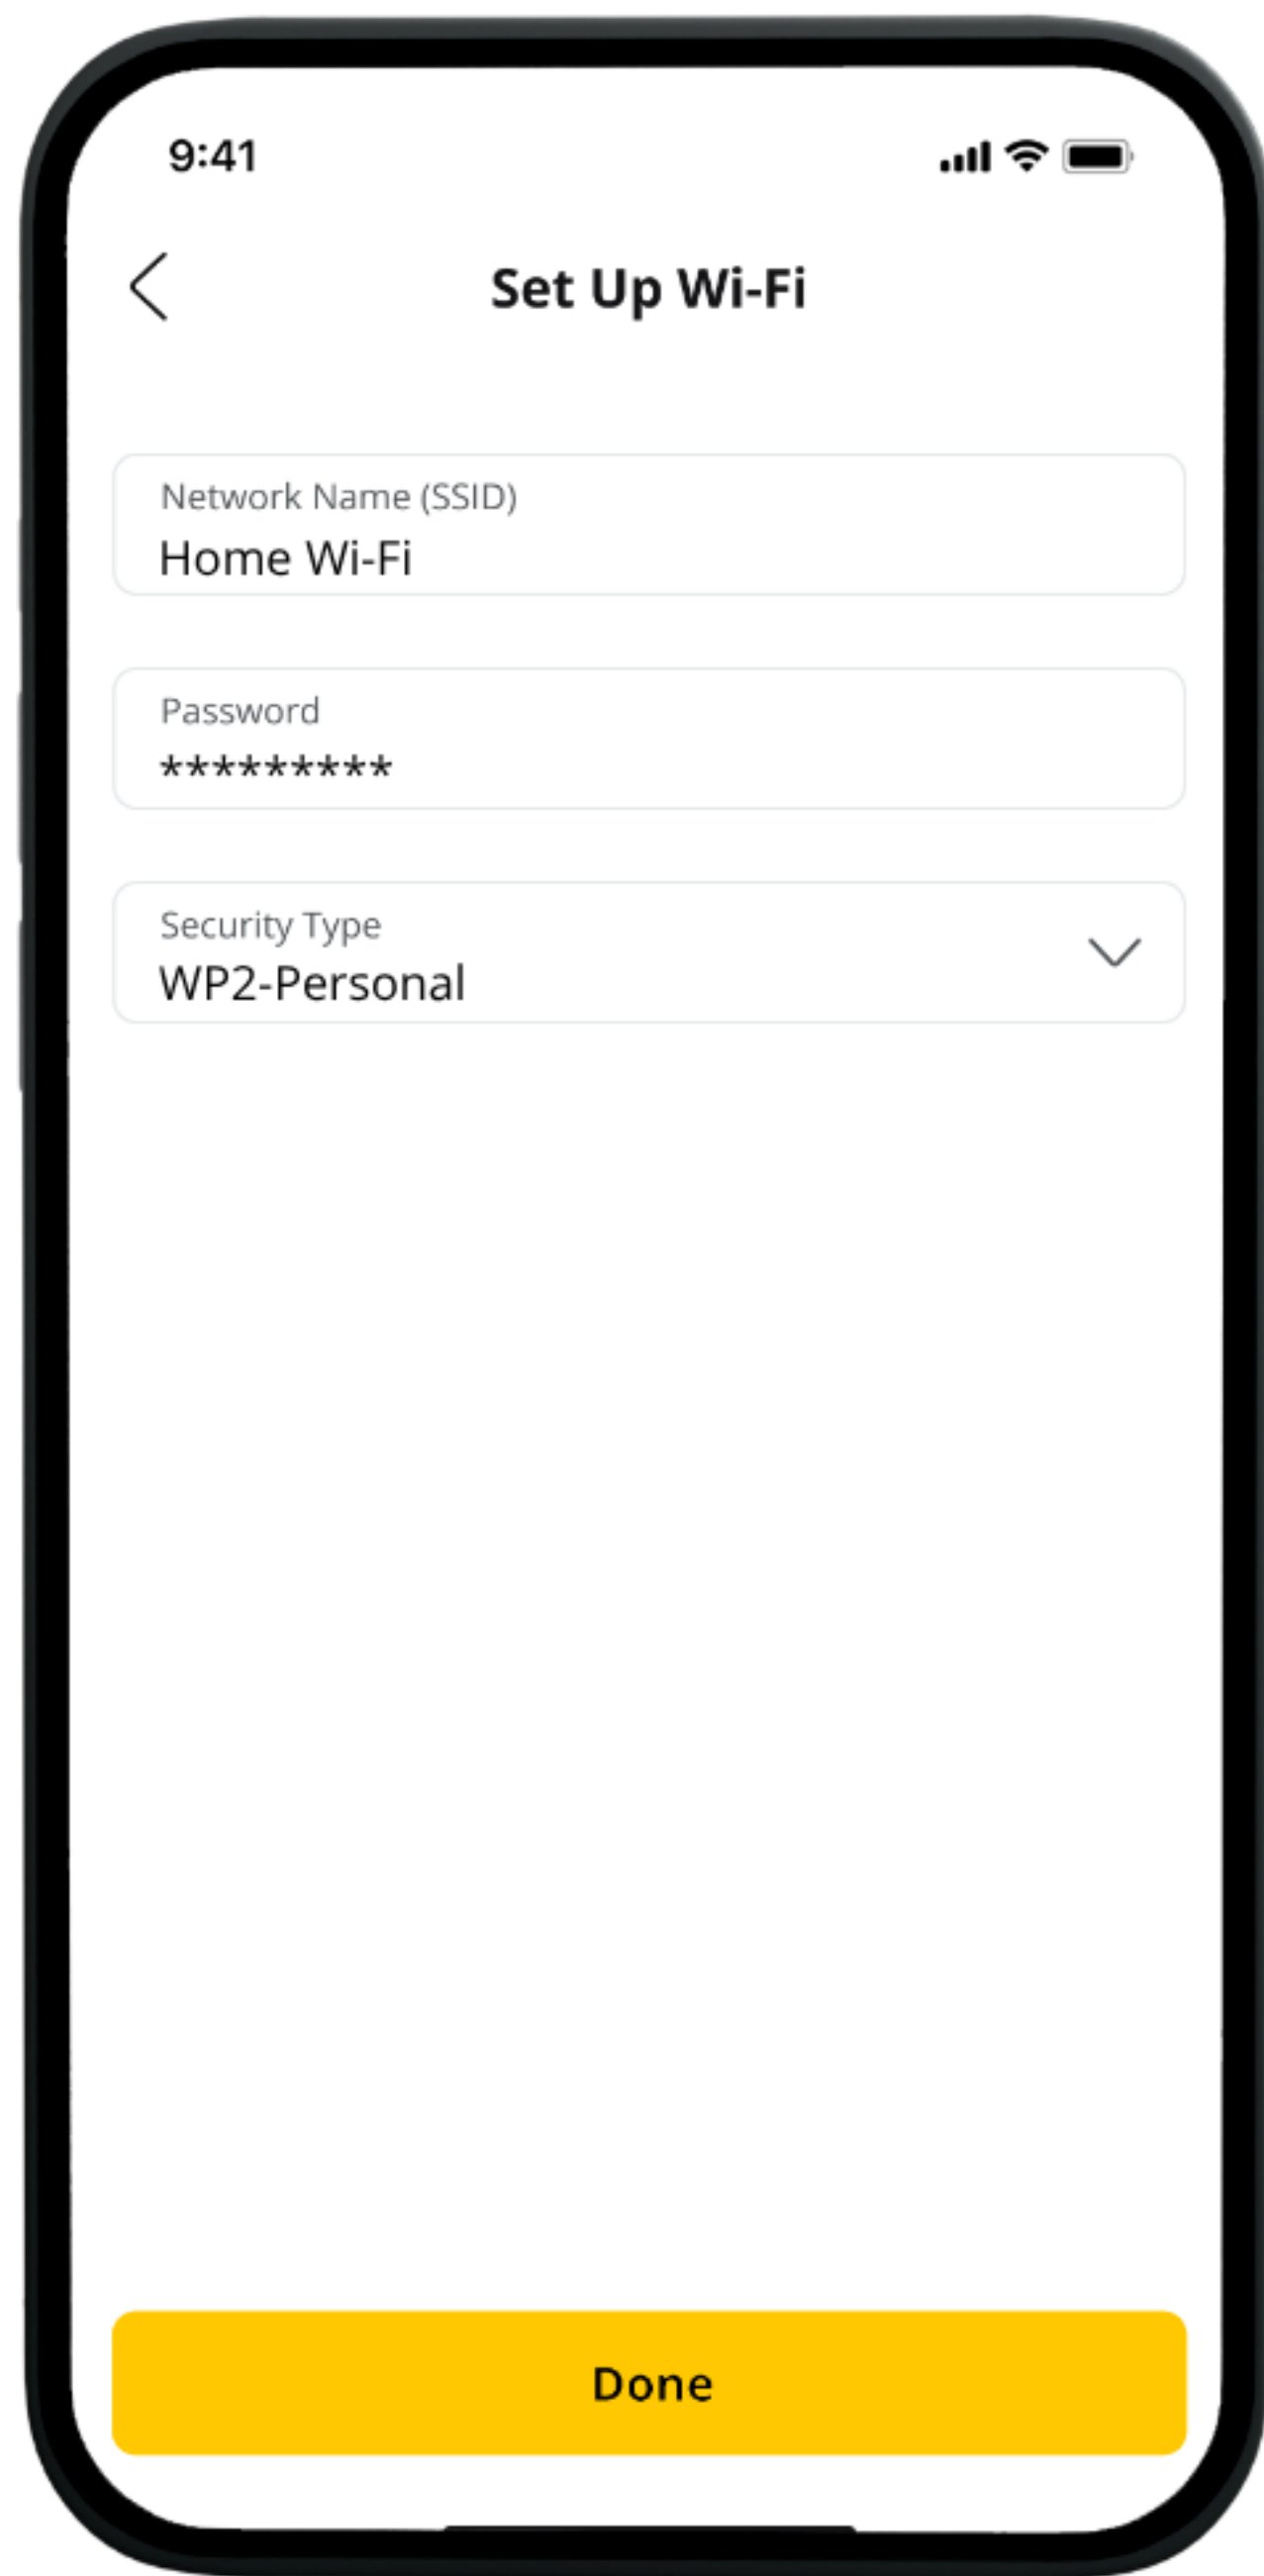 9:41
Set Up Wi-Fi
Network Name (SSID)
Home Wi-Fi
Password
*********
Security Type
WP2-Personal
Done